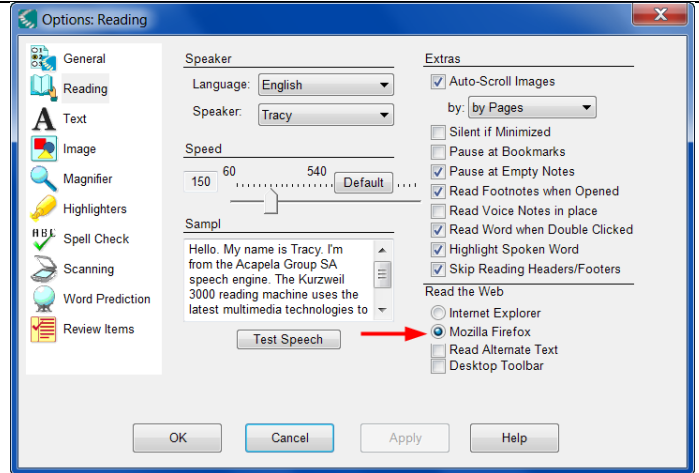 Options: Reading
General
Reading
Text
Image
Magnifier
Highlighters
ABC
Spell Check
Scanning
Word Prediction
Review Items
Speaker
Language: English
Speaker: Tracy
Speed
150 60 540 Default
Sampl
Hello. My name is Tracy. I'm
from the Acapela Group SA
speech engine. The Kurzweil
3000 reading machine uses the
latest multimedia technologies to
Test Speech
Extras
Auto-Scroll Images
by: by Pages
Silent if Minimized
Pause at Bookmarks
Pause at Empty Notes
Read Footnotes when Opened
Read Voice Notes in place
Read Word when Double Clicked
Highlight Spoken Word
Skip Reading Headers/Footers
Read the Web
Internet Explorer
Mozilla Firefox
Read Alternate Text
Desktop Toolbar
OK Cancel Apply Help